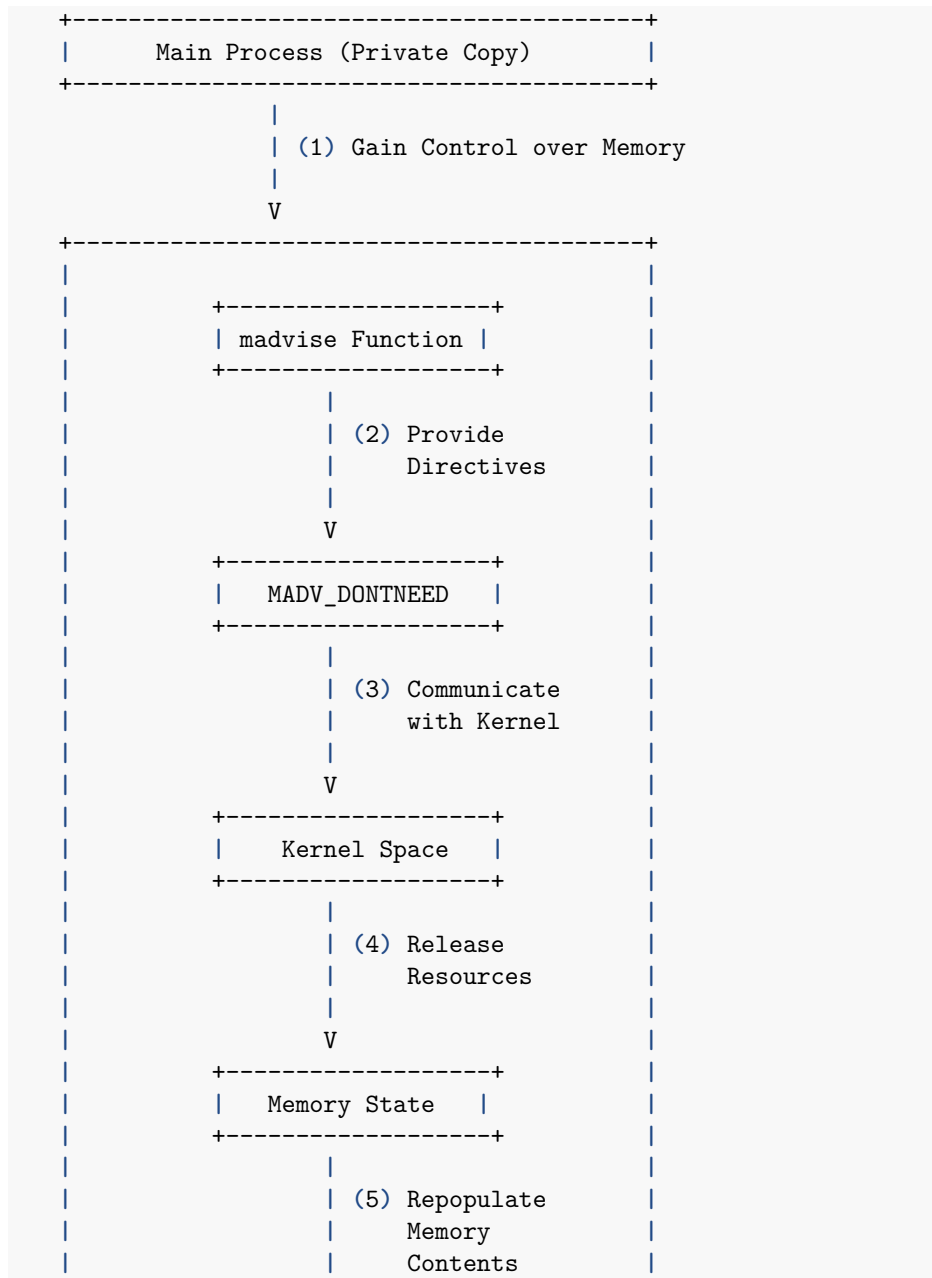 +-----------------------------------------+
|      Main Process (Private Copy)        |
+-----------------------------------------+
               |
               | (1) Gain Control over Memory
               |
               V
+-----------------------------------------+
|                                         |
|          +-------------------+          |
|          | madvise Function |           |
|          +-------------------+          |
|                  |                      |
|                  | (2) Provide          |
|                  |     Directives       |
|                  |                      |
|                  V                      |
|          +-------------------+          |
|          |   MADV_DONTNEED   |          |
|          +-------------------+          |
|                  |                      |
|                  | (3) Communicate      |
|                  |     with Kernel      |
|                  |                      |
|                  V                      |
|          +-------------------+          |
|          |    Kernel Space   |          |
|          +-------------------+          |
|                  |                      |
|                  | (4) Release          |
|                  |     Resources        |
|                  |                      |
|                  V                      |
|          +-------------------+          |
|          |   Memory State   |           |
|          +-------------------+          |
|                  |                      |
|                  | (5) Repopulate       |
|                  |     Memory           |
|                  |     Contents         |